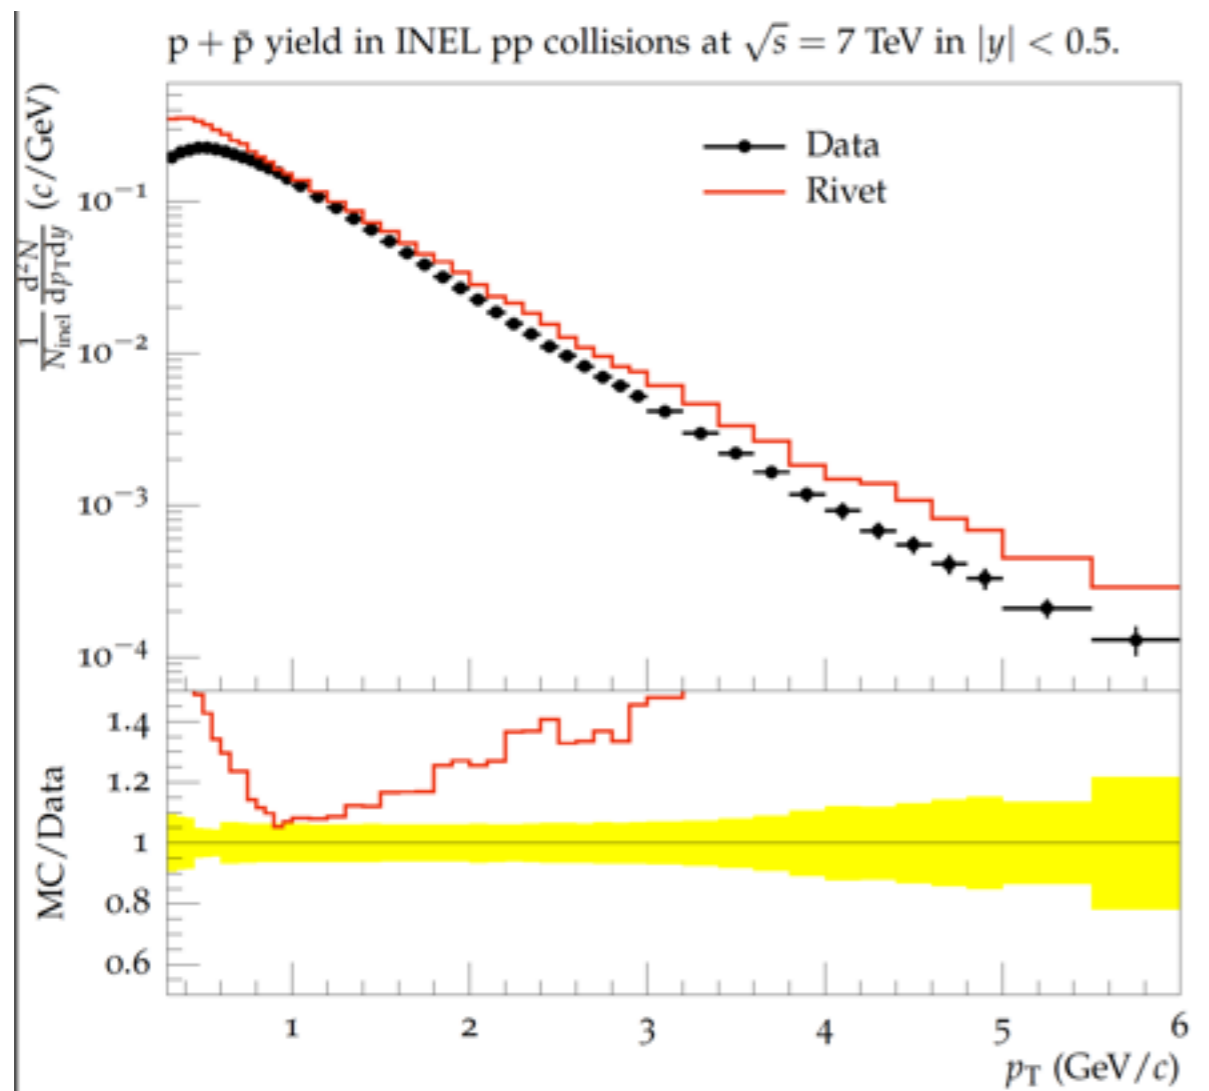 p + p̄ yield in INEL pp collisions at √s = 7 TeV in |y| < 0.5.
1/N_inel d²N/dp_Tdy (c/GeV)
Data
Rivet
10⁻¹
10⁻²
10⁻³
10⁻⁴
MC/Data
1.4
1.2
1
0.8
0.6
1 2 3 4 5 6
p_T (GeV/c)